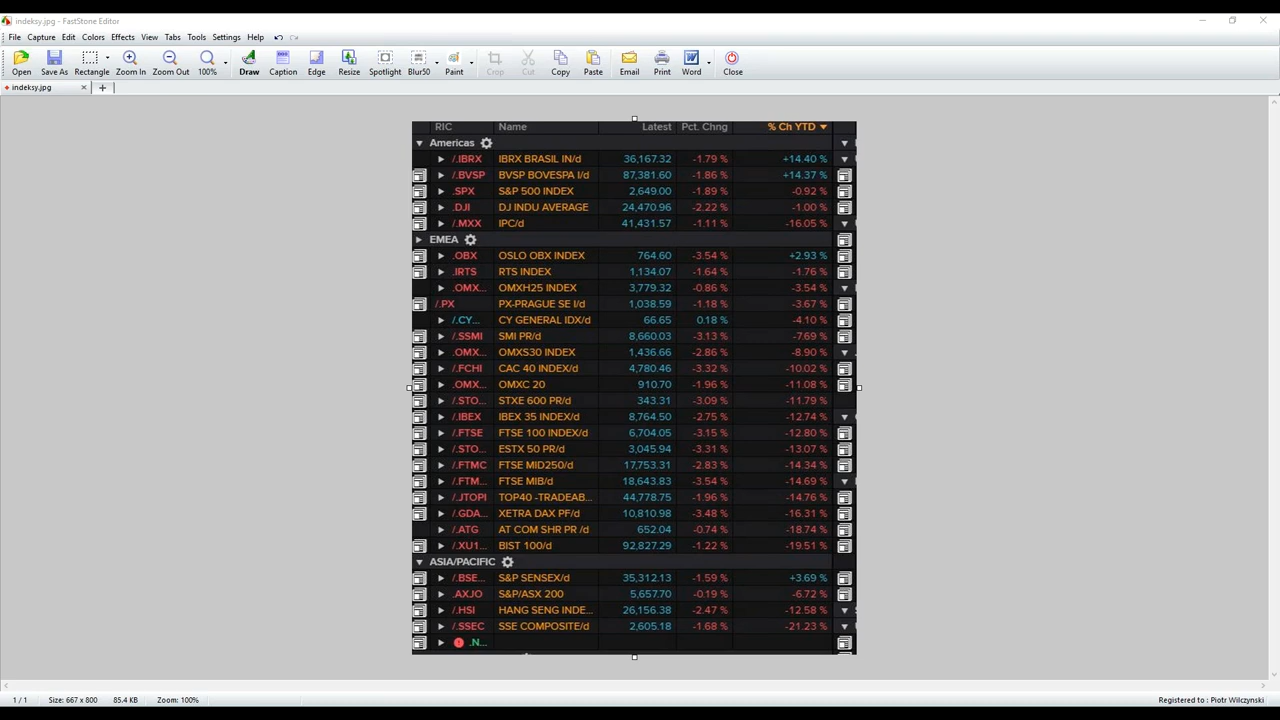 indeksy.jpg - FastStone Editor
File Capture Edit Colors Effects View Tabs Tools Settings Help
Open Save As Rectangle Zoom In Zoom Out 100% Draw Caption Edge Resize Spotlight Blur50 Paint Crop Cut Copy Paste Email Print Word Close
indeksy.jpg
RIC Name Latest Pct. Chng % Ch YTD
Americas
/.IBRX IBRX BRASIL IN/d 36,167.32 -1.79 % +14.40 %
/.BVSP BVSP BOVESPA I/d 87,381.60 -1.86 % +14.37 %
.SPX S&P 500 INDEX 2,649.00 -1.89 % -0.92 %
.DJI DJ INDU AVERAGE 24,470.96 -2.22 % -1.00 %
/.MXX IPC/d 41,431.57 -1.11 % -16.05 %
EMEA
.OBX OSLO OBX INDEX 764.60 -3.54 % +2.93 %
.IRTS RTS INDEX 1,134.07 -1.64 % -1.76 %
.OMX... OMXH25 INDEX 3,779.32 -0.86 % -3.54 %
/.PX PX-PRAGUE SE I/d 1,038.59 -1.18 % -3.67 %
/.CY... CY GENERAL IDX/d 66.65 0.18 % -4.10 %
/.SSMI SMI PR/d 8,660.03 -3.13 % -7.69 %
/.OMX... OMXS30 INDEX 1,436.66 -2.86 % -8.90 %
/.FCHI CAC 40 INDEX/d 4,780.46 -3.32 % -10.02 %
/.OMX... OMXC 20 910.70 -1.96 % -11.08 %
/.STO... STXE 600 PR/d 343.31 -3.09 % -11.79 %
/.IBEX IBEX 35 INDEX/d 8,764.50 -2.75 % -12.74 %
/.FTSE FTSE 100 INDEX/d 6,704.05 -3.15 % -12.80 %
/.STO... ESTX 50 PR/d 3,045.94 -3.31 % -13.07 %
/.FTMC FTSE MID250/d 17,753.31 -2.83 % -14.34 %
/.FTM... FTSE MIB/d 18,643.83 -3.54 % -14.69 %
/.JTOPI TOP40 -TRADEAB... 44,778.75 -1.96 % -14.76 %
/.GDA... XETRA DAX PF/d 10,810.98 -3.48 % -16.31 %
/.ATG AT COM SHR PR /d 652.04 -0.74 % -18.74 %
/.XU1... BIST 100/d 92,827.29 -1.22 % -19.51 %
ASIA/PACIFIC
/.BSE... S&P SENSEX/d 35,312.13 -1.59 % +3.69 %
.AXJO S&P/ASX 200 5,657.70 -0.19 % -6.72 %
/.HSI HANG SENG INDE... 26,156.38 -2.47 % -12.58 %
/.SSEC SSE COMPOSITE/d 2,605.18 -1.68 % -21.23 %
.N...
1 / 1 Size: 667 x 800 85.4 KB Zoom: 100% Registered to : Piotr Wilczynski